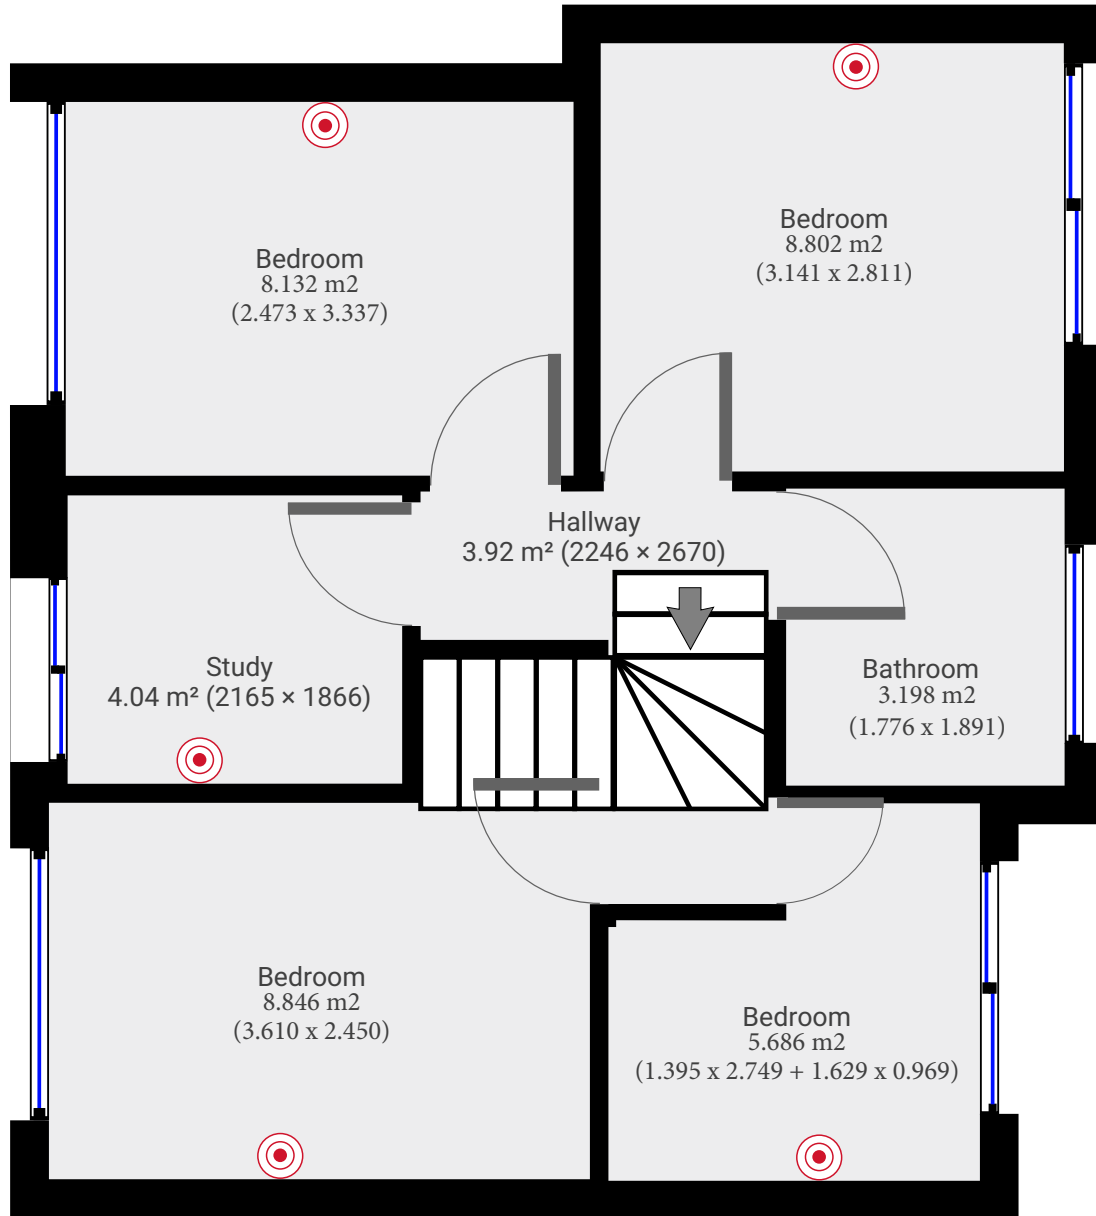 Bedroom
8.132 m2
(2.473 x 3.337)
Bedroom
8.802 m2
(3.141 x 2.811)
Hallway
3.92 m² (2246 × 2670)
Study
4.04 m² (2165 × 1866)
Bathroom
3.198 m2
(1.776 x 1.891)
Bedroom
8.846 m2
(3.610 x 2.450)
Bedroom
5.686 m2
(1.395 x 2.749 + 1.629 x 0.969)